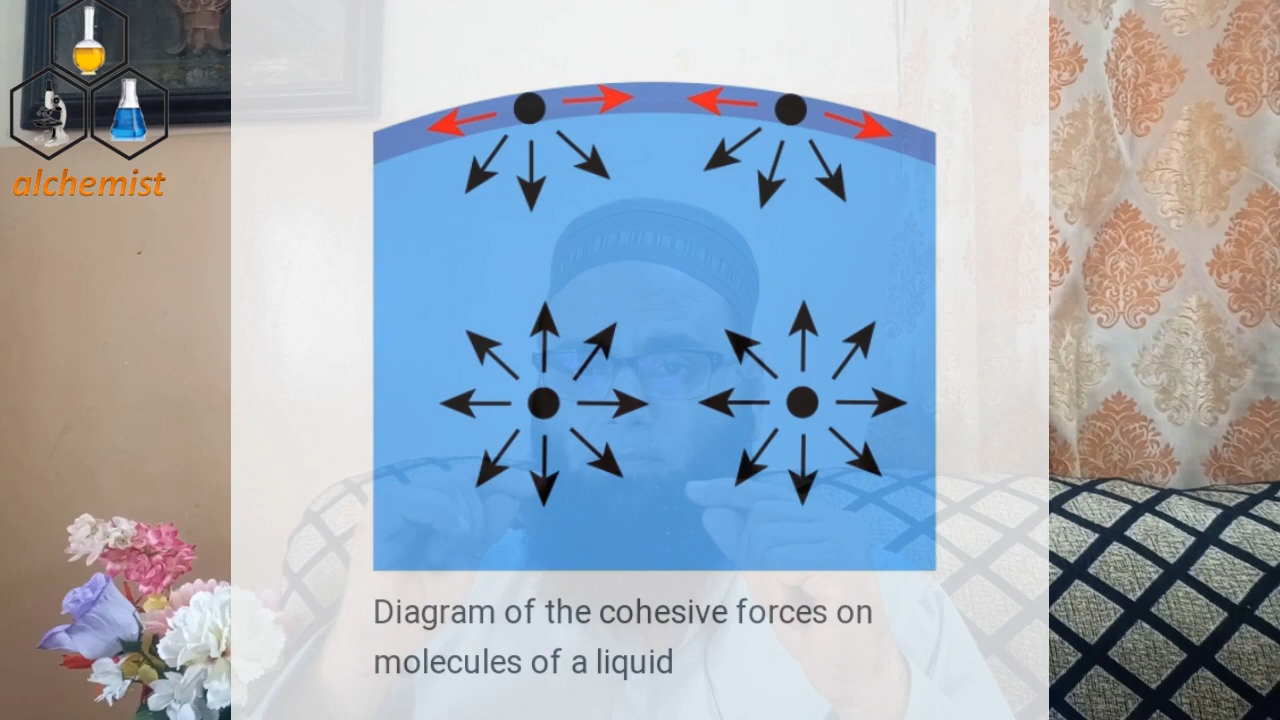 alchemist
Diagram of the cohesive forces on
molecules of a liquid